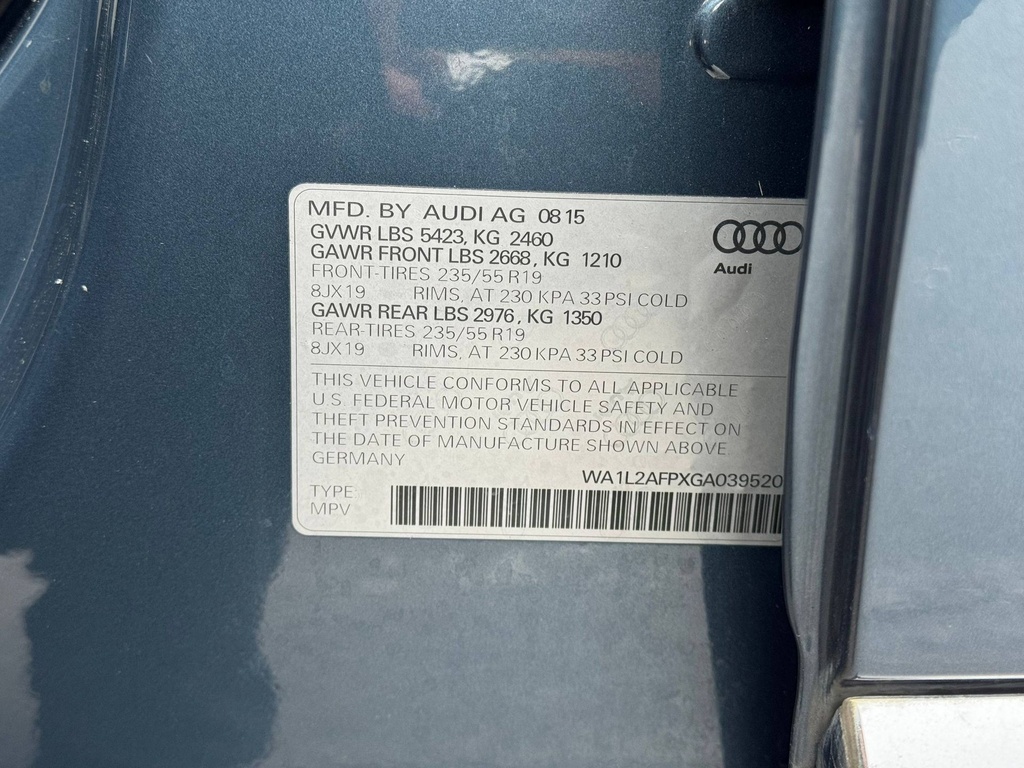 MFD. BY AUDI AG 08 15
GVWR LBS 5423, KG 2460
GAWR FRONT LBS 2668, KG 1210
FRONT-TIRES 235/55 R19
8JX19 RIMS, AT 230 KPA 33 PSI COLD
GAWR REAR LBS 2976, KG 1350
REAR-TIRES 235/55 R19
8JX19 RIMS, AT 230 KPA 33 PSI COLD
Audi
THIS VEHICLE CONFORMS TO ALL APPLICABLE
U.S. FEDERAL MOTOR VEHICLE SAFETY AND
THEFT PREVENTION STANDARDS IN EFFECT ON
THE DATE OF MANUFACTURE SHOWN ABOVE
GERMANY
WA1L2AFPXGA039520
TYPE
MPV